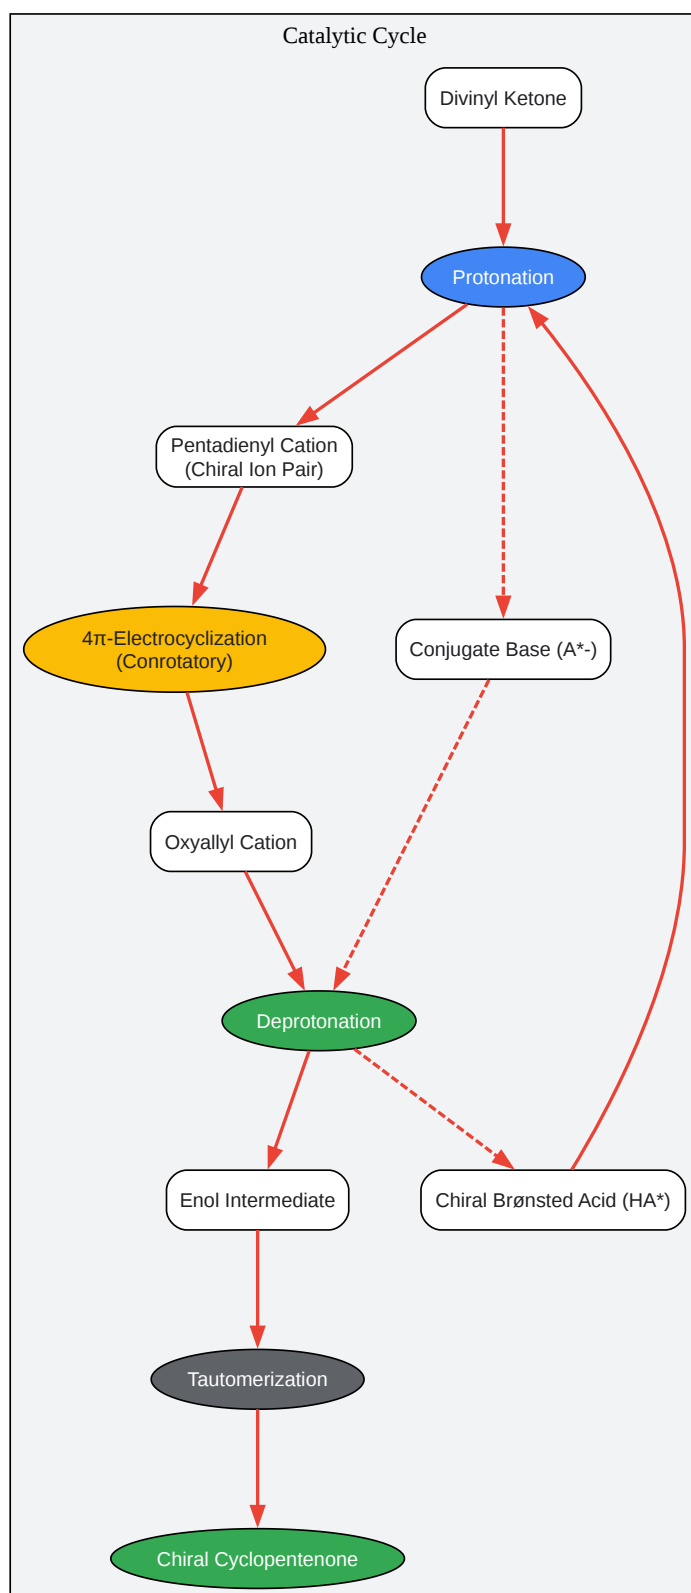 Catalytic Cycle
Divinyl Ketone
Protonation
Pentadienyl Cation
(Chiral Ion Pair)
4π-Electrocyclization
(Conrotatory)
Conjugate Base (A*-)
Oxyallyl Cation
Deprotonation
Enol Intermediate
Chiral Brønsted Acid (HA*)
Tautomerization
Chiral Cyclopentenone